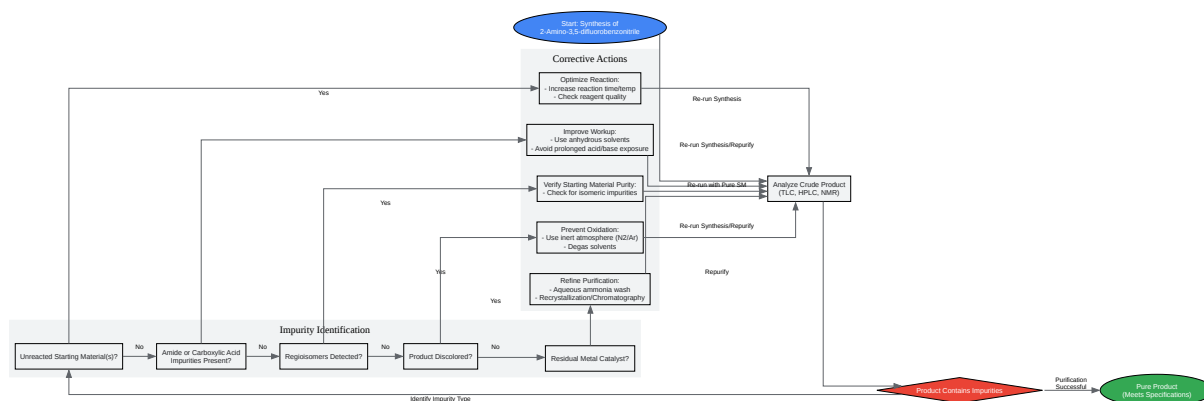 Start: Synthesis of
2-Amino-3,5-difluorobenzonitrile
Corrective Actions
Optimize Reaction:
- Increase reaction time/temp
- Check reagent quality
Yes
Re-run Synthesis
Improve Workup:
- Use anhydrous solvents
- Avoid prolonged acid/base exposure
Re-run Synthesis/Repurify
Verify Starting Material Purity:
- Check for isomeric impurities
Re-run with Pure SM
Analyze Crude Product
(TLC, HPLC, NMR)
Yes
Prevent Oxidation:
- Use inert atmosphere (N2/Ar)
- Degas solvents
Re-run Synthesis/Repurify
Yes
Repurify
Refine Purification:
- Aqueous ammonia wash
- Recrystallization/Chromatography
Yes
Impurity Identification
Unreacted Starting Material(s)?
No
Amide or Carboxylic Acid
Impurities Present?
No
Regioisomers Detected?
No
Product Discolored?
No
Residual Metal Catalyst?
Product Contains Impurities
Purification
Successful
Pure Product
(Meets Specifications)
Identify Impurity Type